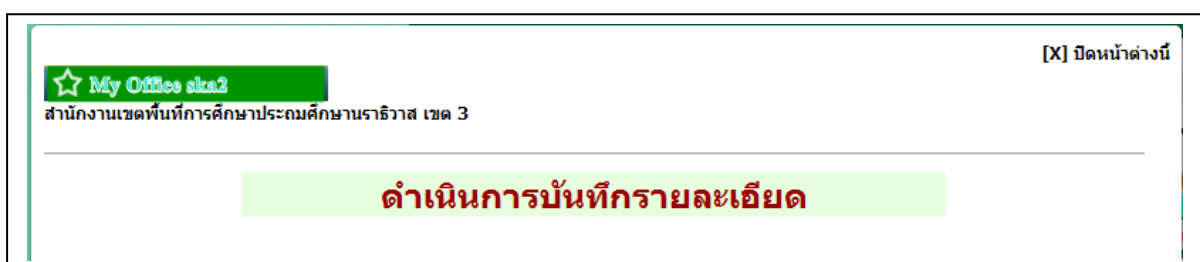 [X] ปิดหน้าต่างนี้
My Office ska2
สำนักงานเขตพื้นที่การศึกษาประถมศึกษานราธิวาส เขต 3
ดำเนินการบันทึกรายละเอียด